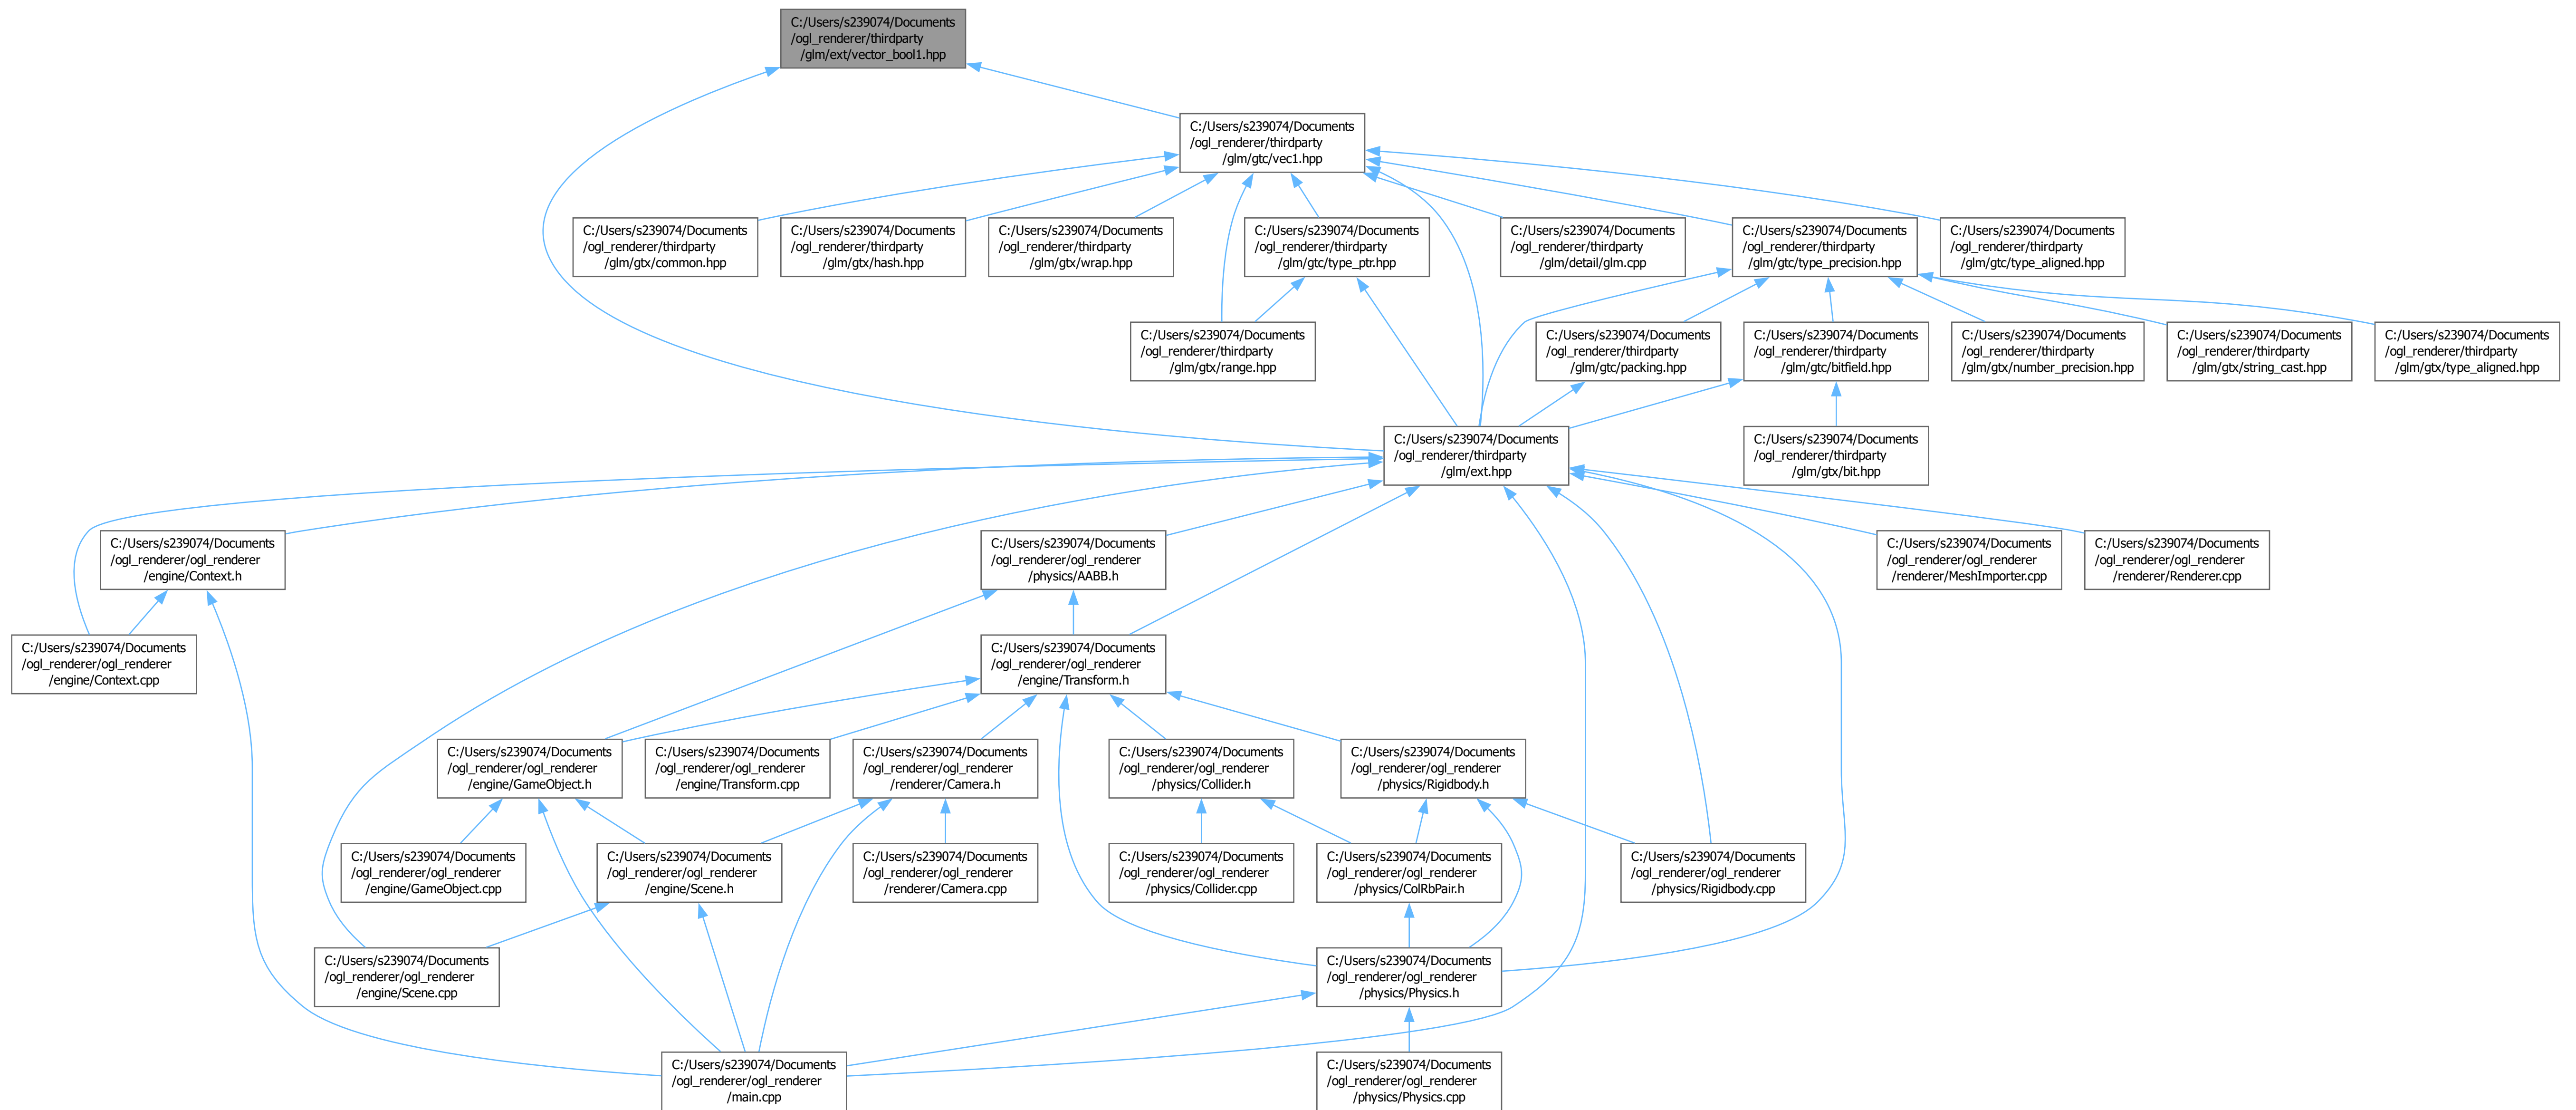 C:/Users/s239074/Documents
/ogl_renderer/thirdparty
/glm/ext/vector_bool1.hpp
C:/Users/s239074/Documents
/ogl_renderer/thirdparty
/glm/gtc/vec1.hpp
C:/Users/s239074/Documents
/ogl_renderer/thirdparty
/glm/gtx/common.hpp
C:/Users/s239074/Documents
/ogl_renderer/thirdparty
/glm/gtx/hash.hpp
C:/Users/s239074/Documents
/ogl_renderer/thirdparty
/glm/gtx/wrap.hpp
C:/Users/s239074/Documents
/ogl_renderer/thirdparty
/glm/gtc/type_ptr.hpp
C:/Users/s239074/Documents
/ogl_renderer/thirdparty
/glm/detail/glm.cpp
C:/Users/s239074/Documents
/ogl_renderer/thirdparty
/glm/gtc/type_precision.hpp
C:/Users/s239074/Documents
/ogl_renderer/thirdparty
/glm/gtc/type_aligned.hpp
C:/Users/s239074/Documents
/ogl_renderer/thirdparty
/glm/gtx/range.hpp
C:/Users/s239074/Documents
/ogl_renderer/thirdparty
/glm/gtc/packing.hpp
C:/Users/s239074/Documents
/ogl_renderer/thirdparty
/glm/gtc/bitfield.hpp
C:/Users/s239074/Documents
/ogl_renderer/thirdparty
/glm/gtx/number_precision.hpp
C:/Users/s239074/Documents
/ogl_renderer/thirdparty
/glm/gtx/string_cast.hpp
C:/Users/s239074/Documents
/ogl_renderer/thirdparty
/glm/gtx/type_aligned.hpp
C:/Users/s239074/Documents
/ogl_renderer/thirdparty
/glm/ext.hpp
C:/Users/s239074/Documents
/ogl_renderer/thirdparty
/glm/gtx/bit.hpp
C:/Users/s239074/Documents
/ogl_renderer/ogl_renderer
/engine/Context.h
C:/Users/s239074/Documents
/ogl_renderer/ogl_renderer
/physics/AABB.h
C:/Users/s239074/Documents
/ogl_renderer/ogl_renderer
/renderer/MeshImporter.cpp
C:/Users/s239074/Documents
/ogl_renderer/ogl_renderer
/renderer/Renderer.cpp
C:/Users/s239074/Documents
/ogl_renderer/ogl_renderer
/engine/Context.cpp
C:/Users/s239074/Documents
/ogl_renderer/ogl_renderer
/engine/Transform.h
C:/Users/s239074/Documents
/ogl_renderer/ogl_renderer
/engine/GameObject.h
C:/Users/s239074/Documents
/ogl_renderer/ogl_renderer
/engine/Transform.cpp
C:/Users/s239074/Documents
/ogl_renderer/ogl_renderer
/renderer/Camera.h
C:/Users/s239074/Documents
/ogl_renderer/ogl_renderer
/physics/Collider.h
C:/Users/s239074/Documents
/ogl_renderer/ogl_renderer
/physics/Rigidbody.h
C:/Users/s239074/Documents
/ogl_renderer/ogl_renderer
/engine/GameObject.cpp
C:/Users/s239074/Documents
/ogl_renderer/ogl_renderer
/engine/Scene.h
C:/Users/s239074/Documents
/ogl_renderer/ogl_renderer
/renderer/Camera.cpp
C:/Users/s239074/Documents
/ogl_renderer/ogl_renderer
/physics/Collider.cpp
C:/Users/s239074/Documents
/ogl_renderer/ogl_renderer
/physics/ColRbPair.h
C:/Users/s239074/Documents
/ogl_renderer/ogl_renderer
/physics/Rigidbody.cpp
C:/Users/s239074/Documents
/ogl_renderer/ogl_renderer
/engine/Scene.cpp
C:/Users/s239074/Documents
/ogl_renderer/ogl_renderer
/physics/Physics.h
C:/Users/s239074/Documents
/ogl_renderer/ogl_renderer
/main.cpp
C:/Users/s239074/Documents
/ogl_renderer/ogl_renderer
/physics/Physics.cpp